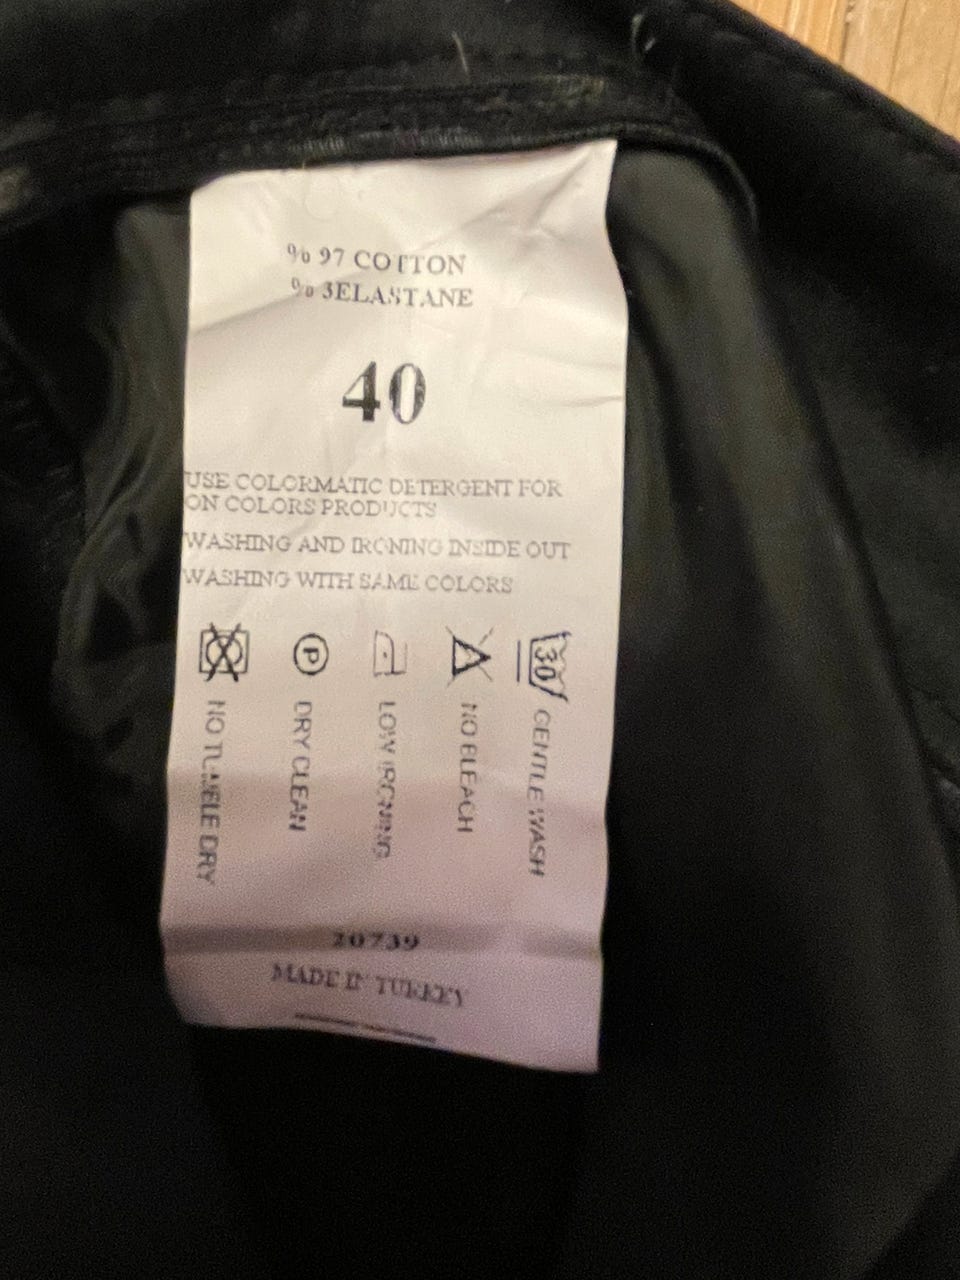 % 97 COTTON
% 3ELASTANE
40
USE COLORMATIC DETERGENT FOR
ON COLORS PRODUCTS
WASHING AND IRONING INSIDE OUT
WASHING WITH SAME COLORS
30
P
GENTLE WASH
NO BLEACH
LOW IRONING
DRY CLEAN
NO TUMBLE DRY
20739
MADE IN TURKEY